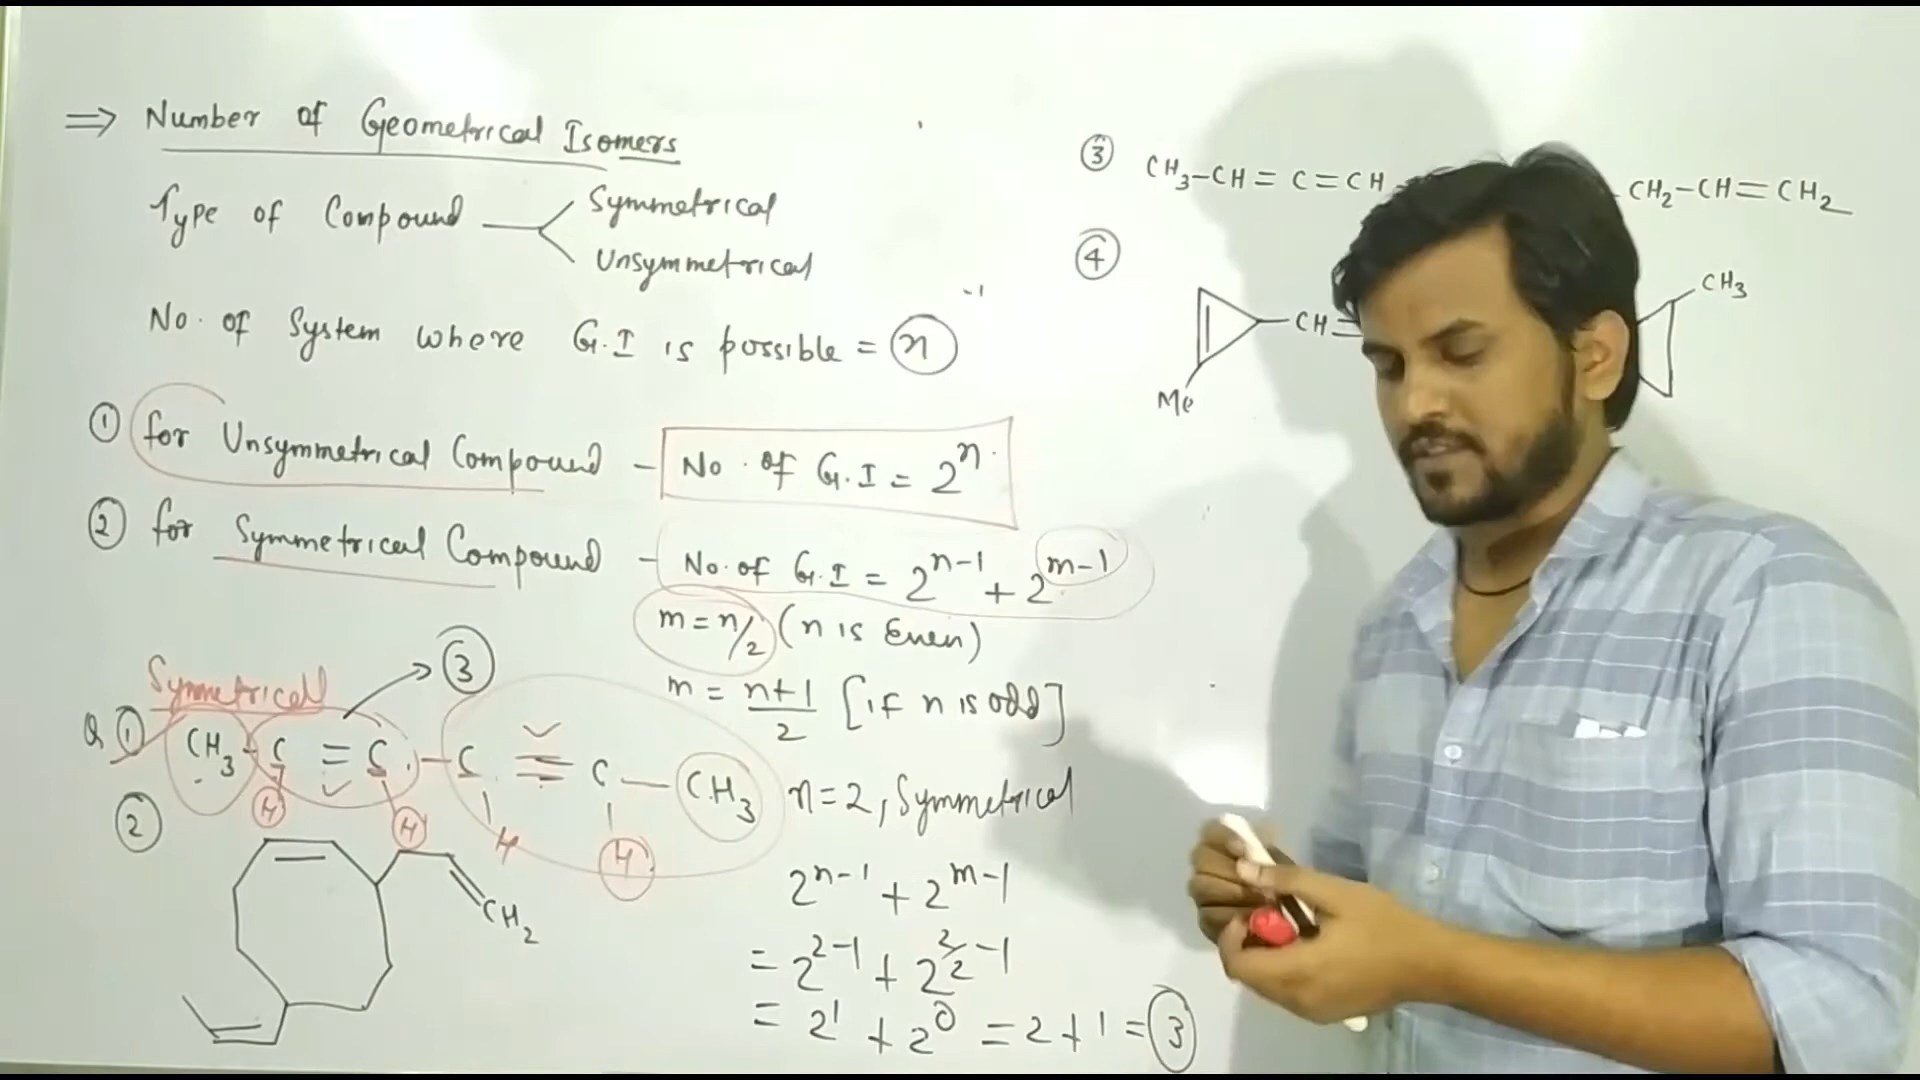 ⇒ Number of Geometrical Isomers
Type of Compound
Symmetrical
Unsymmetrical
No. of System where G.I is possible = n
-1
① for Unsymmetrical Compound - No. of G.I = 2^n
② for Symmetrical Compound - No. of G.I = 2^(n-1) + 2^(m-1)
m = n/2 (n is Even)
m = n+1/2 [if n is odd]
Symmetrical
③
Q ① CH3-C=C-C=C-CH3
H H H H
n=2, Symmetrical
2^(n-1) + 2^(m-1)
= 2^(2-1) + 2^(2/2-1)
= 2^1 + 2^0 = 2+1 = ③
②
CH2
③ CH3-CH=C=CH
CH2-CH=CH2
④
CH=
Me
CH3